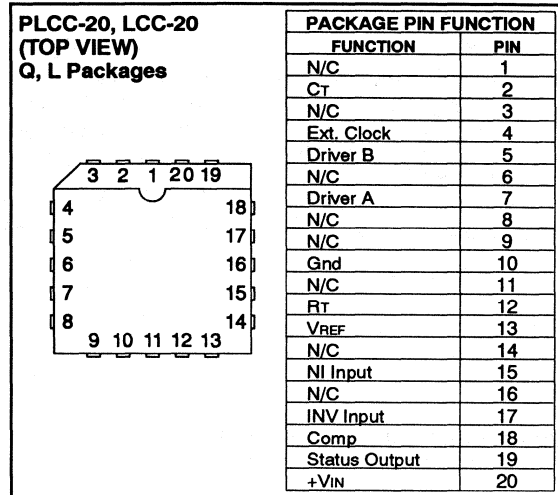 PLCC-20, LCC-20
(TOP VIEW)
Q, L Packages
3 2 1 20 19
4 18
5 17
6 16
7 15
8 14
9 10 11 12 13
PACKAGE PIN FUNCTION
FUNCTION PIN
N/C 1
CT 2
N/C 3
Ext. Clock 4
Driver B 5
N/C 6
Driver A 7
N/C 8
N/C 9
Gnd 10
N/C 11
RT 12
VREF 13
N/C 14
NI Input 15
N/C 16
INV Input 17
Comp 18
Status Output 19
+VIN 20